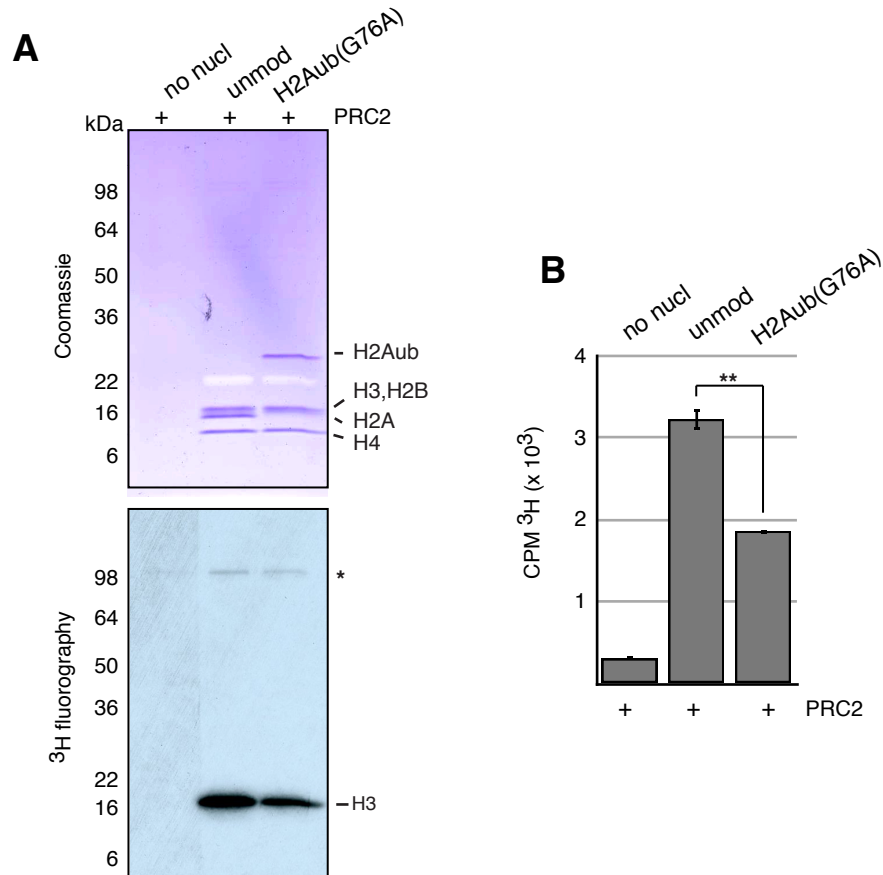 A
no nucl
unmod
H2Aub(G76A)
+ + + PRC2
kDa
98
64
50
36
22
16
6
Coomassie
H2Aub
H3,H2B
H2A
H4
98
64
50
36
22
16
6
³H fluorography
*
H3
B
no nucl
unmod
H2Aub(G76A)
CPM ³H (x 10³)
4
3
2
1
**
+ + + PRC2